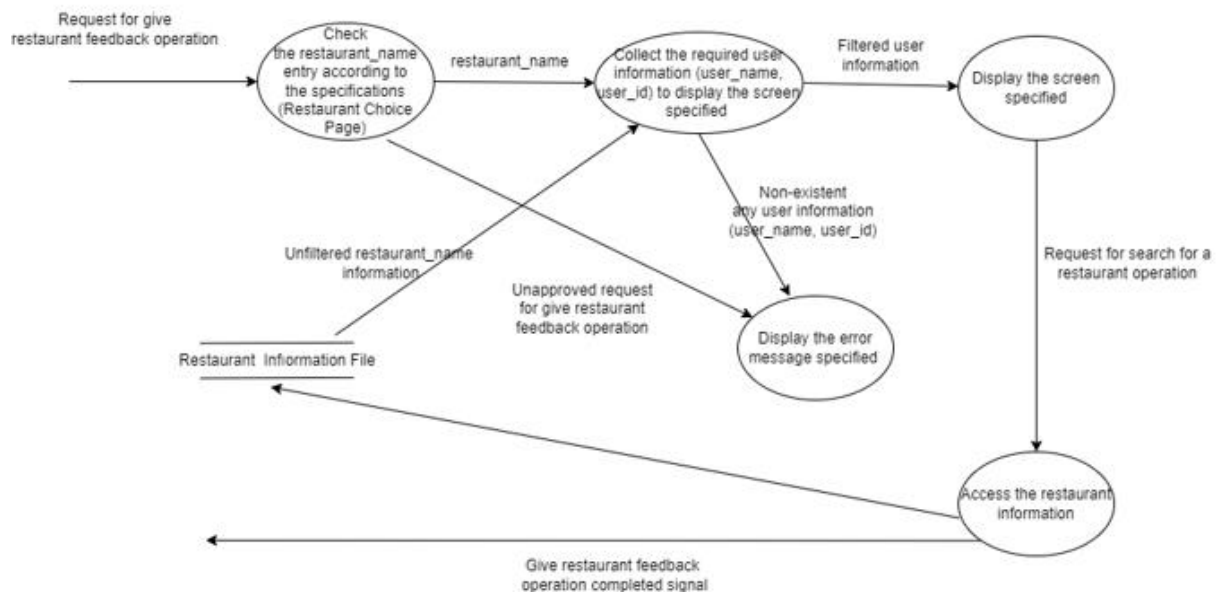 Request for give
restaurant feedback operation
Check
the restaurant_name
entry according to
the specifications
(Restaurant Choice
Page)
restaurant_name
Collect the required user
information (user_name,
user_id) to display the screen
specified
Filtered user
information
Display the screen
specified
Non-existent
any user information
(user_name, user_id)
Unfiltered restaurant_name
information
Request for search for a
restaurant operation
Unapproved request
for give restaurant
feedback operation
Display the error
message specified
Restaurant Information File
Access the restaurant
information
Give restaurant feedback
operation completed signal